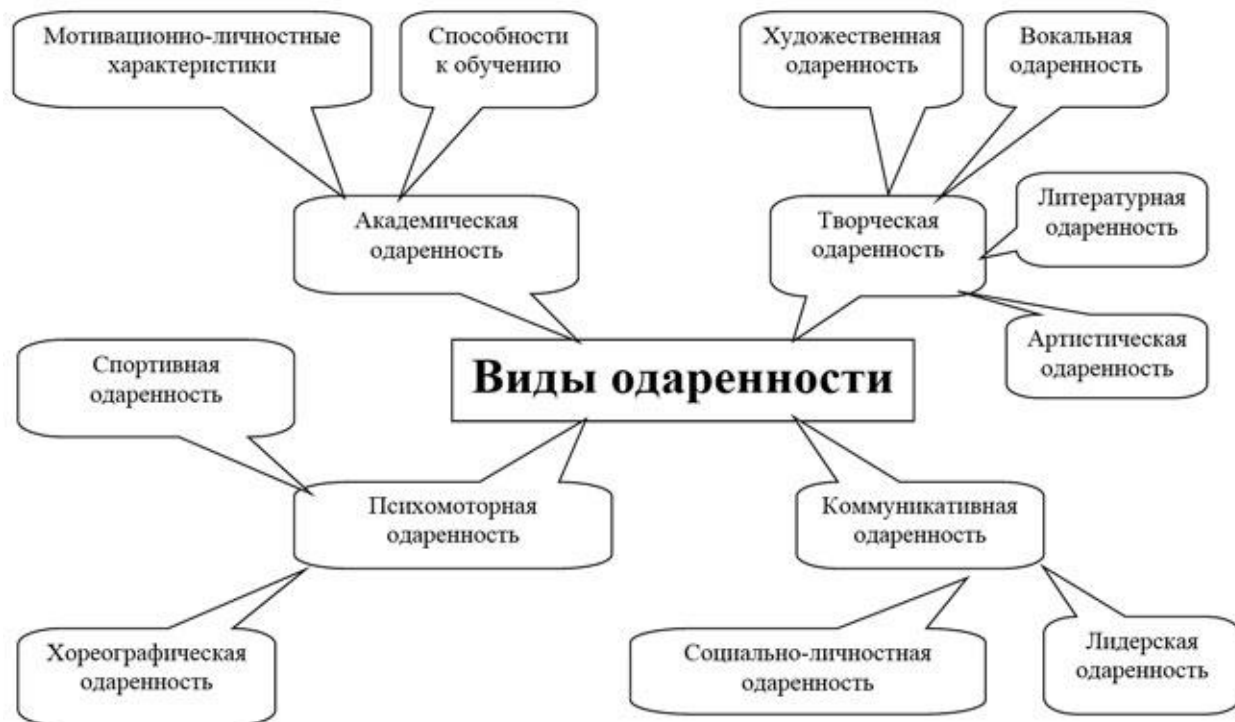 Мотивационно-личностные
характеристики
Способности
к обучению
Художественная
одаренность
Вокальная
одаренность
Академическая
одаренность
Творческая
одаренность
Литературная
одаренность
Артистическая
одаренность
Виды одаренности
Спортивная
одаренность
Психомоторная
одаренность
Коммуникативная
одаренность
Хореографическая
одаренность
Социально-личностная
одаренность
Лидерская
одаренность